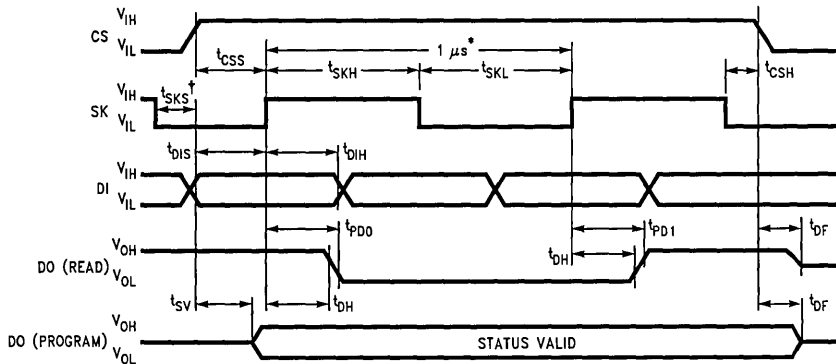 V_IH
CS
V_IL
t_CSS
1 μs*
t_SKH
t_SKL
t_CSH
V_IH
t_SKS†
SK
V_IL
t_DIS
t_DIH
V_IH
DI
V_IL
t_PD0
t_PD1
t_DF
V_OH
DO (READ)
V_OL
t_DH
t_SV
t_DH
t_DF
V_OH
DO (PROGRAM)
STATUS VALID
V_OL